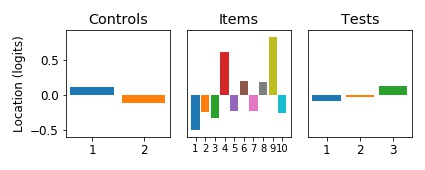 Controls Items Tests
Location (logits)
0.5
0.0
−0.5
1 2 1 2 3 4 5 6 7 8 9 10 1 2 3